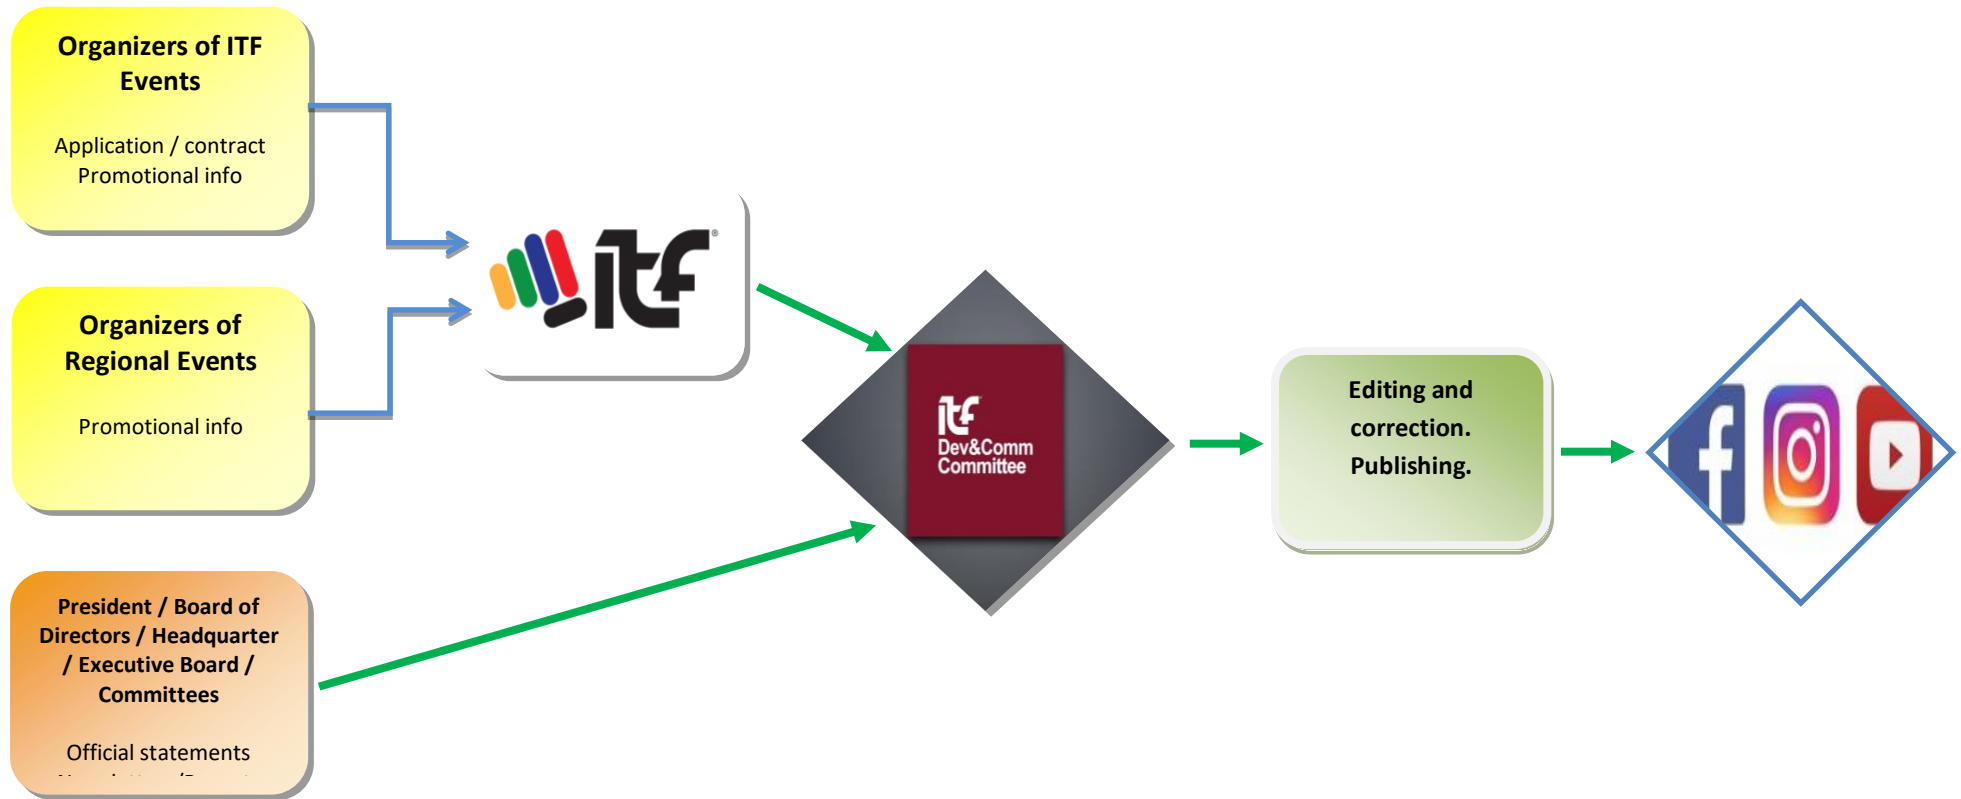 Organizers of ITF
Events
Application / contract
Promotional info
Organizers of
Regional Events
Promotional info
President / Board of
Directors / Headquarter
/ Executive Board /
Committees
Official statements
itf®
itf
Dev&Comm
Committee
Editing and
correction.
Publishing.